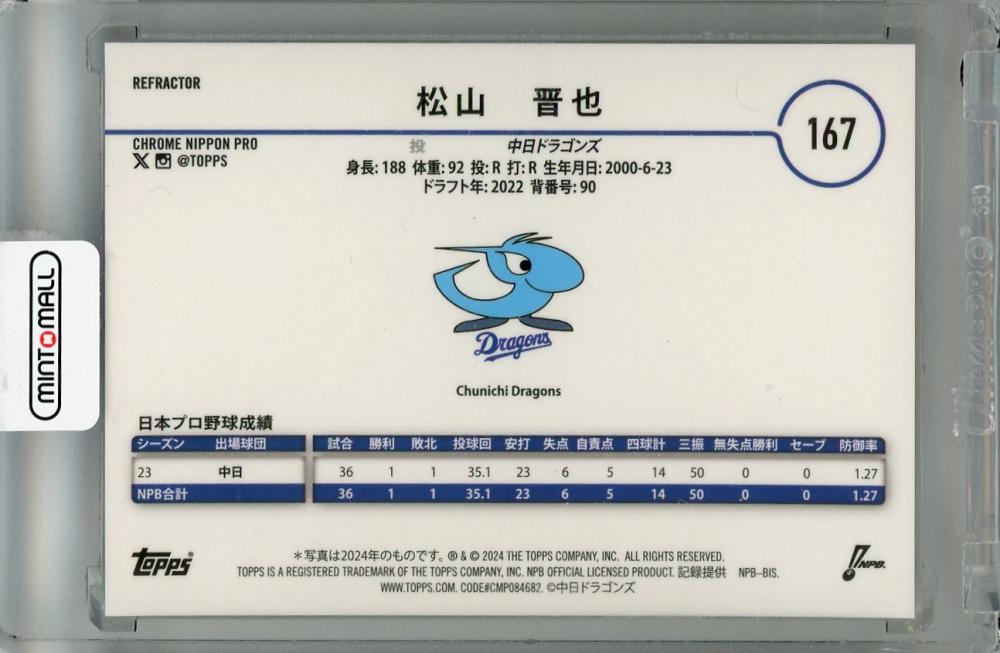 REFRACTOR
松山 晋也
167
CHROME NIPPON PRO
@TOPPS
投 中日ドラゴンズ
身長: 188 体重: 92 投: R 打: R 生年月日: 2000-6-23
ドラフト年: 2022 背番号: 90
MINTOMALL
Dragons
Chunichi Dragons
日本プロ野球成績
シーズン 出場球団 試合 勝利 敗北 投球回 安打 失点 自責点 四球計 三振 無失点勝利 セーブ 防御率
23 中日 36 1 1 35.1 23 6 5 14 50 0 0 1.27
NPB合計 36 1 1 35.1 23 6 5 14 50 0 0 1.27
topps®
＊写真は2024年のものです。 ® & © 2024 THE TOPPS COMPANY, INC. ALL RIGHTS RESERVED.
TOPPS IS A REGISTERED TRADEMARK OF THE TOPPS COMPANY, INC. NPB OFFICIAL LICENSED PRODUCT. 記録提供 NPB-BIS.
WWW.TOPPS.COM. CODE#CMP084682. ©中日ドラゴンズ
NPB.